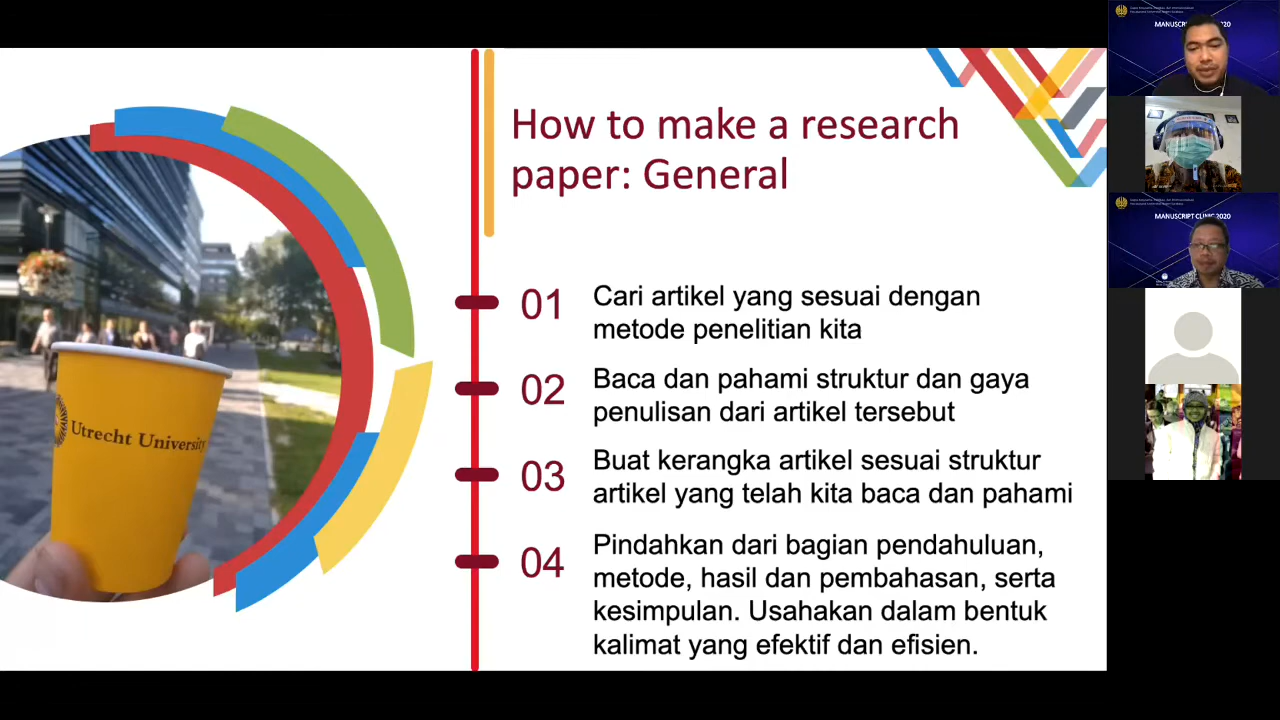 How to make a research
paper: General
01
Cari artikel yang sesuai dengan
metode penelitian kita
02
Baca dan pahami struktur dan gaya
penulisan dari artikel tersebut
03
Buat kerangka artikel sesuai struktur
artikel yang telah kita baca dan pahami
04
Pindahkan dari bagian pendahuluan,
metode, hasil dan pembahasan, serta
kesimpulan. Usahakan dalam bentuk
kalimat yang efektif dan efisien.
Utrecht University
2020
MANUSCRIPT CLINIC 2020